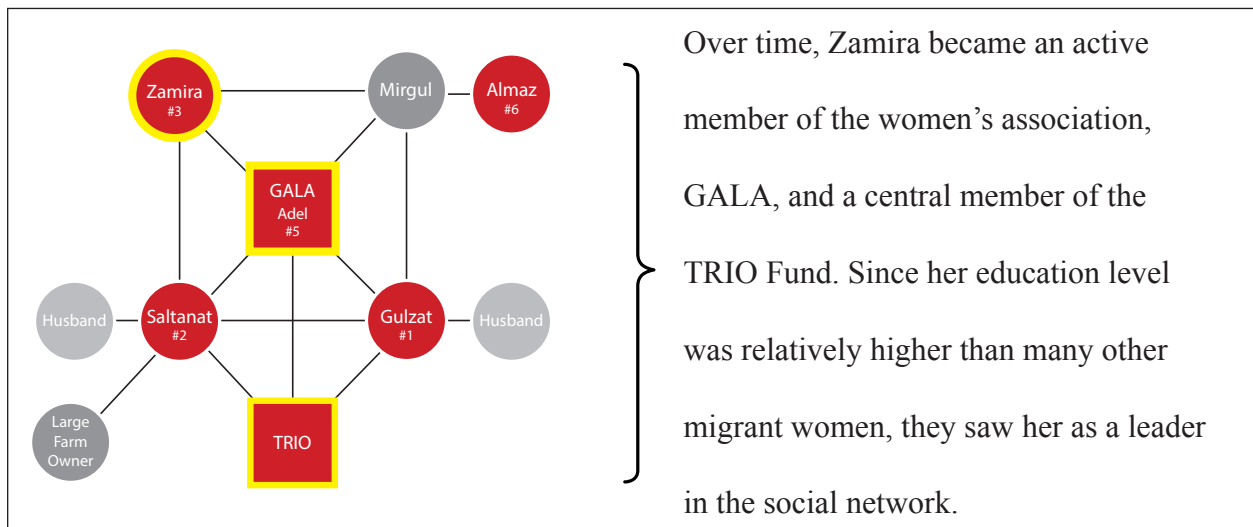 Zamira
#3
Mirgul
Almaz
#6
GALA
Adel
#5
Husband
Saltanat
#2
Gulzat
#1
Husband
Large
Farm
Owner
TRIO
Over time, Zamira became an active
member of the women’s association,
GALA, and a central member of the
TRIO Fund. Since her education level
was relatively higher than many other
migrant women, they saw her as a leader
in the social network.